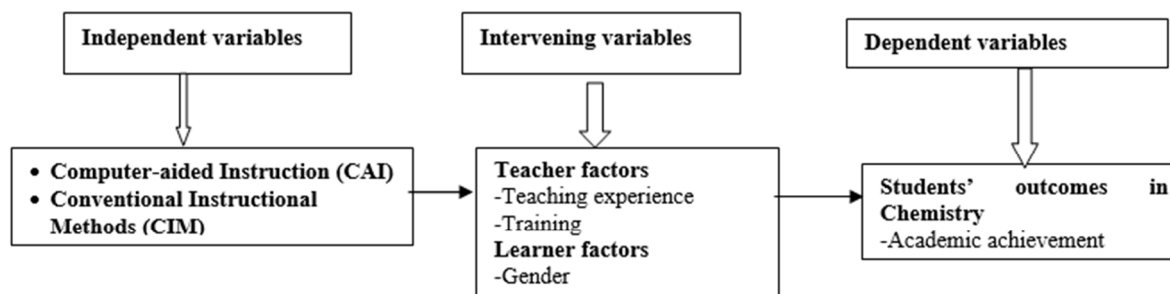 Independent variables
Intervening variables
Dependent variables
• Computer-aided Instruction (CAI)
• Conventional Instructional
Methods (CIM)
Teacher factors
-Teaching experience
-Training
Learner factors
-Gender
Students’ outcomes in
Chemistry
-Academic achievement